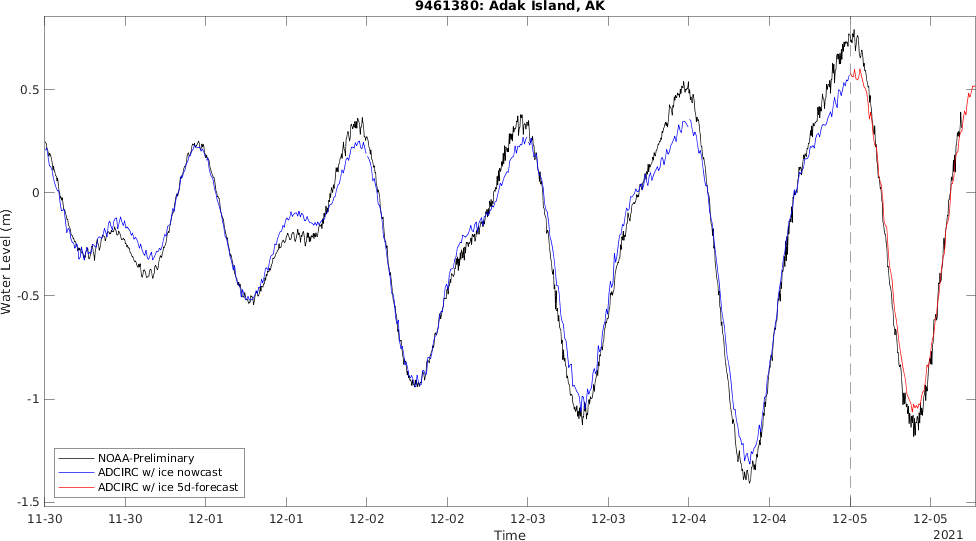 9461380: Adak Island, AK
Water Level (m)
0.5
0
-0.5
-1
-1.5
NOAA-Preliminary
ADCIRC w/ ice nowcast
ADCIRC w/ ice 5d-forecast
11-30 11-30 12-01 12-01 12-02 12-02 12-03 12-03 12-04 12-04 12-05 12-05
Time
2021